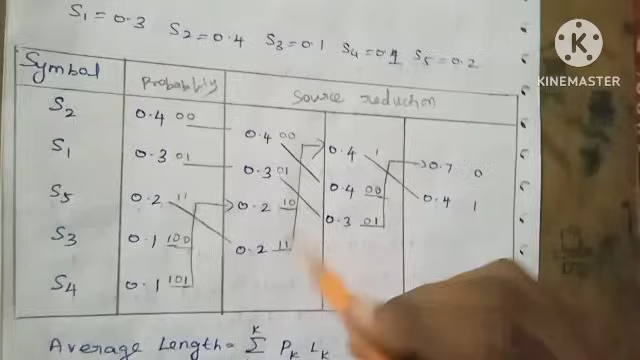 S1 = 0.3 S2 = 0.4 S3 = 0.1 S4 = 0.1 S5 = 0.2
KINEMASTER
Symbol Probability Source reduction
S2 0.4 00 0.4 00 0.4 1 0.7 0
S1 0.3 01 0.3 01 0.4 00 0.4 1
S5 0.2 11 0.2 10 0.3 01
S3 0.1 100 0.2 11
S4 0.1 101
Average Length = K Σ Pk Lk